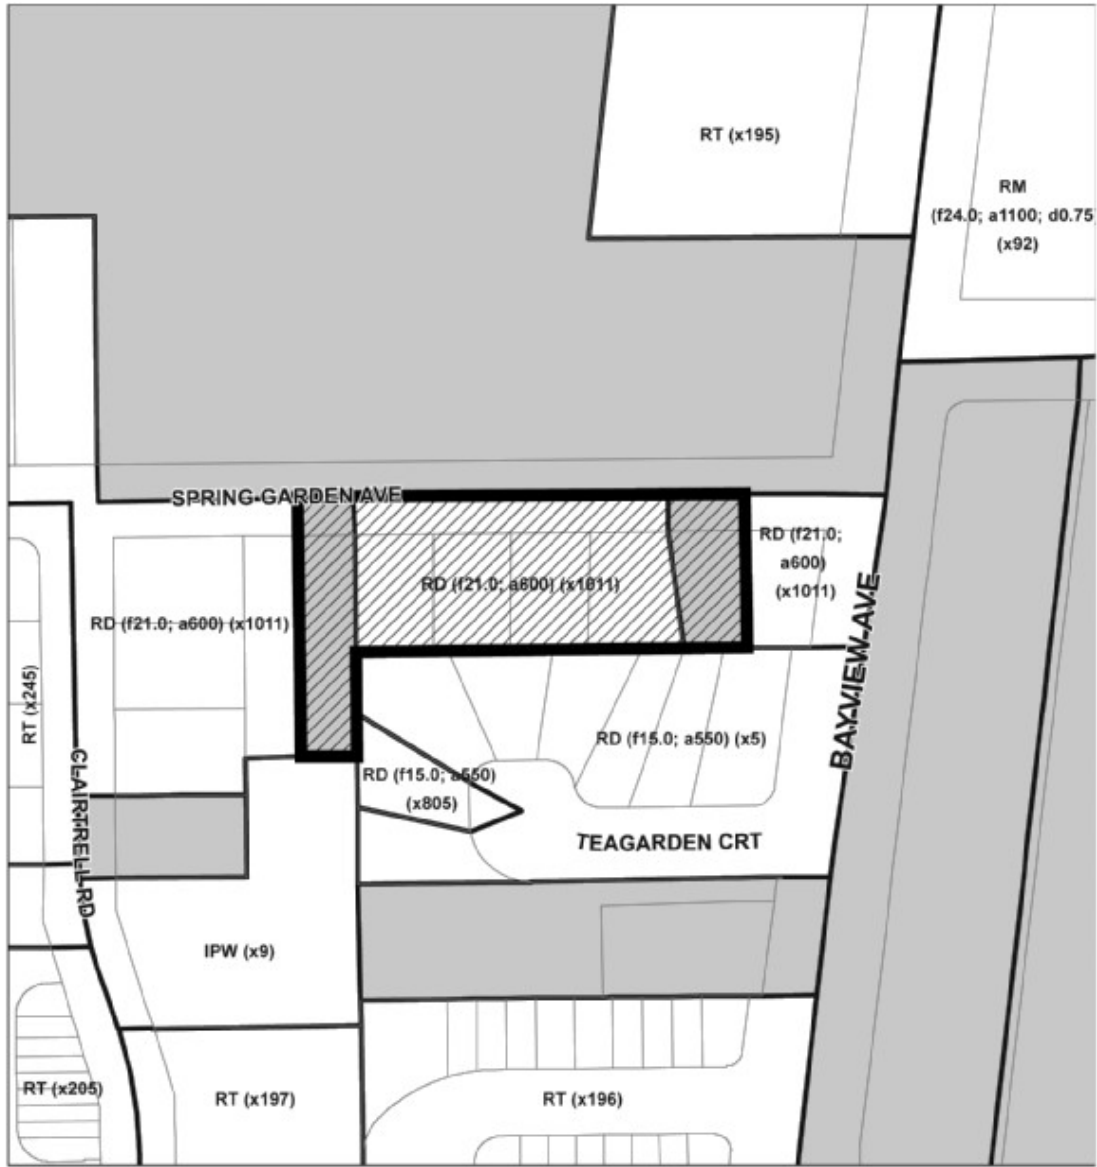 RT (x195)
RM
(f24.0; a1100; d0.75)
(x92)
SPRING GARDEN AVE
RD (f21.0;
a600)
(x1011)
RD (f21.0; a600) (x1011)
RD (f21.0; a600) (x1011)
BAYVIEW AVE
RT (x245)
CLAIRTRELL RD
RD (f15.0; a550) (x5)
RD (f15.0; a550)
(x805)
TEAGARDEN CRT
IPW (x9)
RT (x205)
RT (x197)
RT (x196)